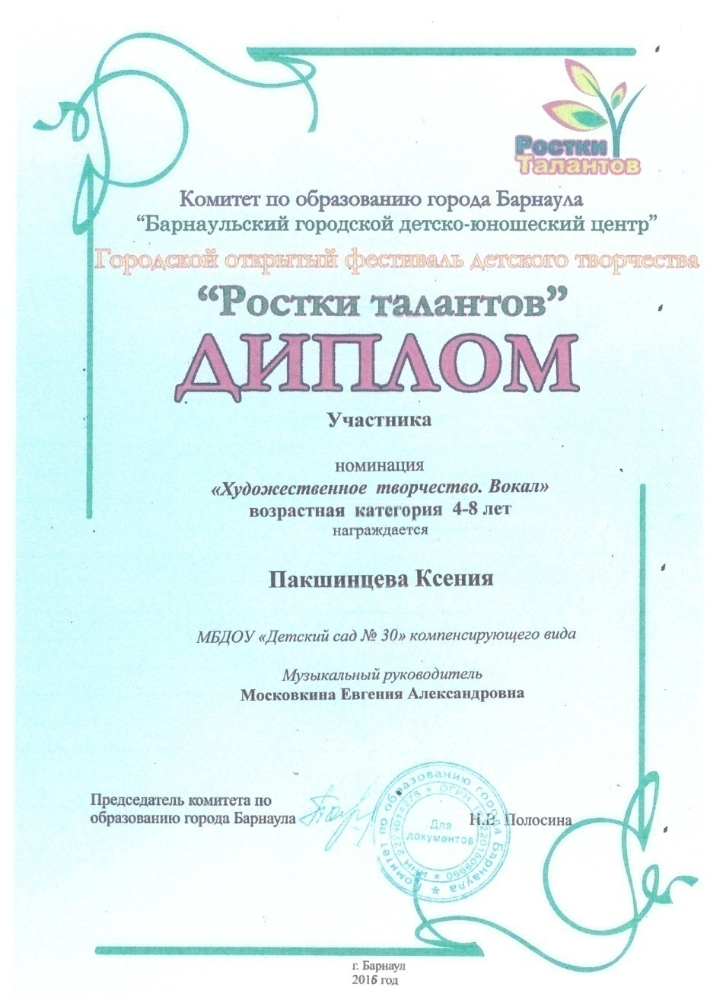 Ростки
Талантов
Комитет по образованию города Барнаула
“Барнаульский городской детско-юношеский центр”
Городской открытый фестиваль детского творчества
“Ростки талантов”
ДИПЛОМ
Участника
номинация
«Художественное творчество. Вокал»
возрастная категория 4-8 лет
награждается
Пакшинцева Ксения
МБДОУ «Детский сад № 30» компенсирующего вида
Музыкальный руководитель
Московкина Евгения Александровна
Председатель комитета по
образованию города Барнаула
Н.В. Полосина
Комитет по образованию города Барнаула
ИНН ОГРН
Для
документов
г. Барнаул
2016 год